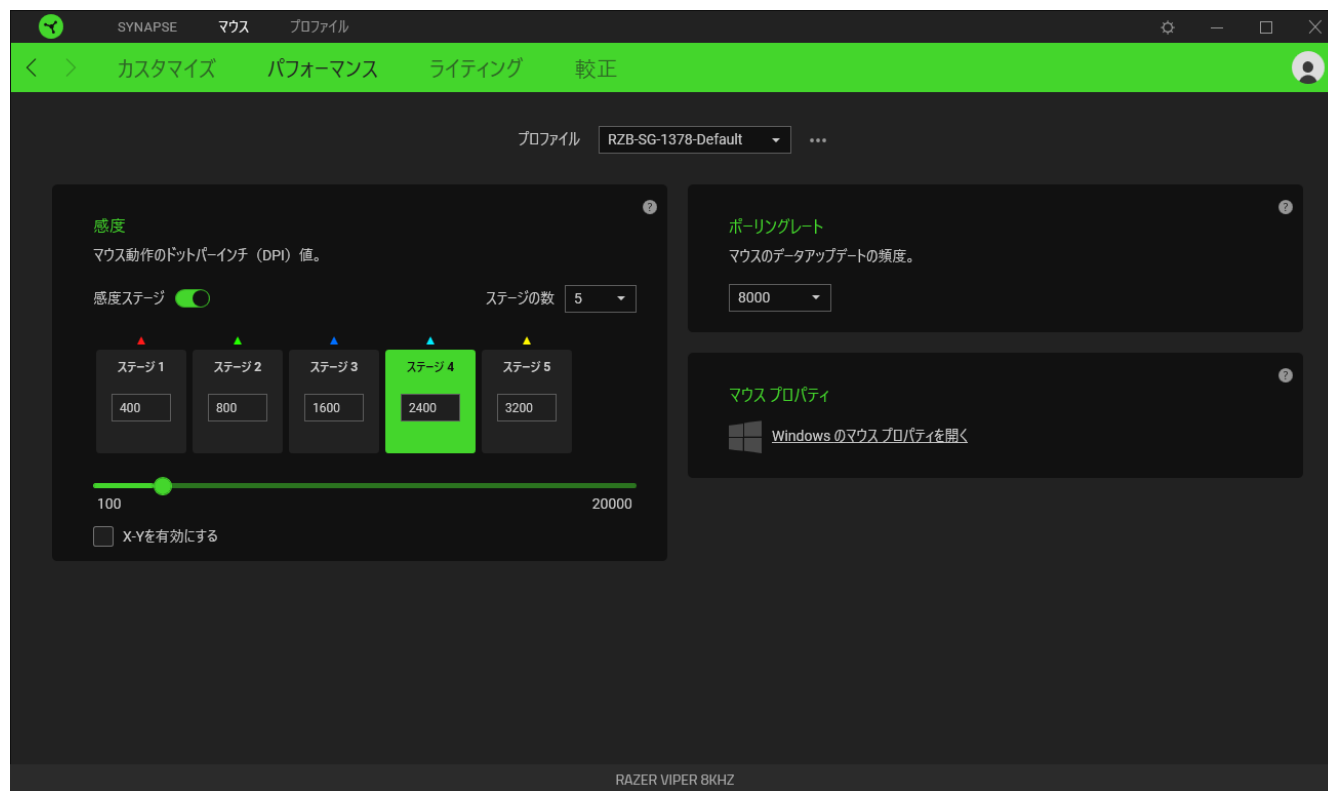 SYNAPSE マウス プロファイル
カスタマイズ パフォーマンス ライティング 較正
プロファイル RZB-SG-1378-Default
感度
マウス動作のドットパーインチ（DPI）値。
感度ステージ ステージの数 5
ステージ 1 ステージ 2 ステージ 3 ステージ 4 ステージ 5
400 800 1600 2400 3200
100 20000
X-Yを有効にする
ポーリングレート
マウスのデータアップデートの頻度。
8000
マウス プロパティ
Windows のマウス プロパティを開く
RAZER VIPER 8KHZ